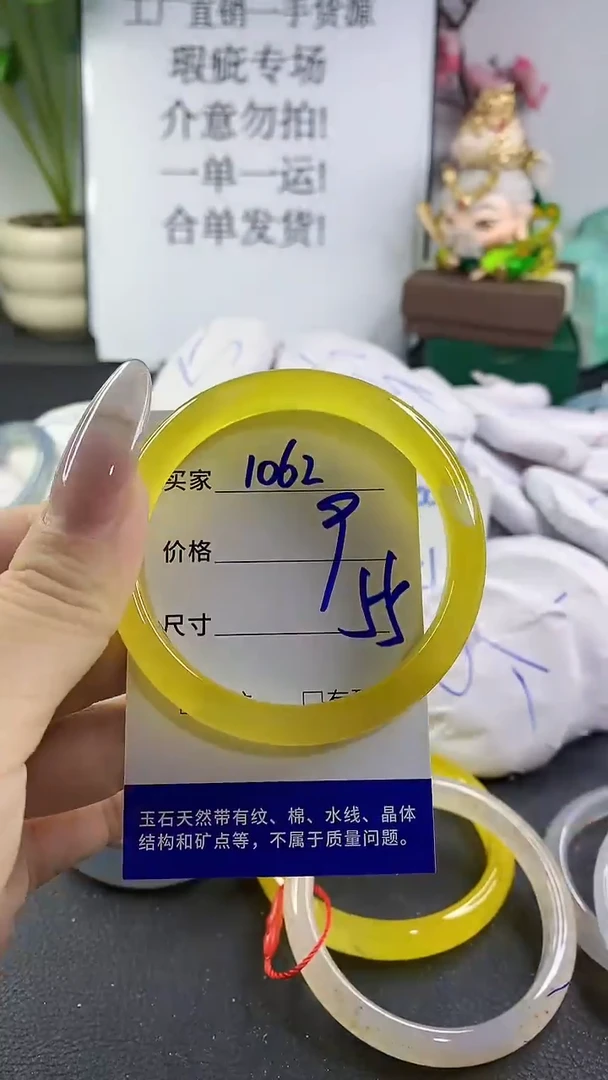 工厂直销一手货源
瑕疵专场
介意勿拍!
一单一运!
合单发货!
买家 1062
价格
尺寸 55
玉石天然带有纹、棉、水线、晶体
结构和矿点等，不属于质量问题。